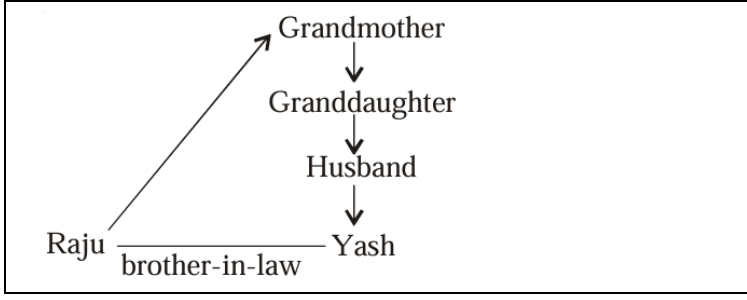 Grandmother
Granddaughter
Husband
Raju Yash
brother-in-law